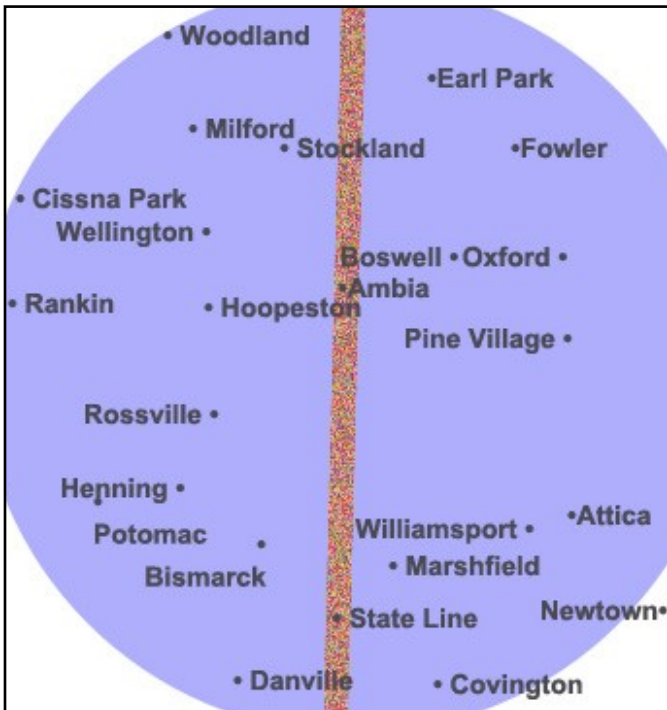 Woodland
Earl Park
Milford
Stockland
Fowler
Cissna Park
Wellington
Boswell
Oxford
Ambia
Rankin
Hoopeston
Pine Village
Rossville
Henning
Attica
Potomac
Williamsport
Bismarck
Marshfield
Newtown
State Line
Danville
Covington